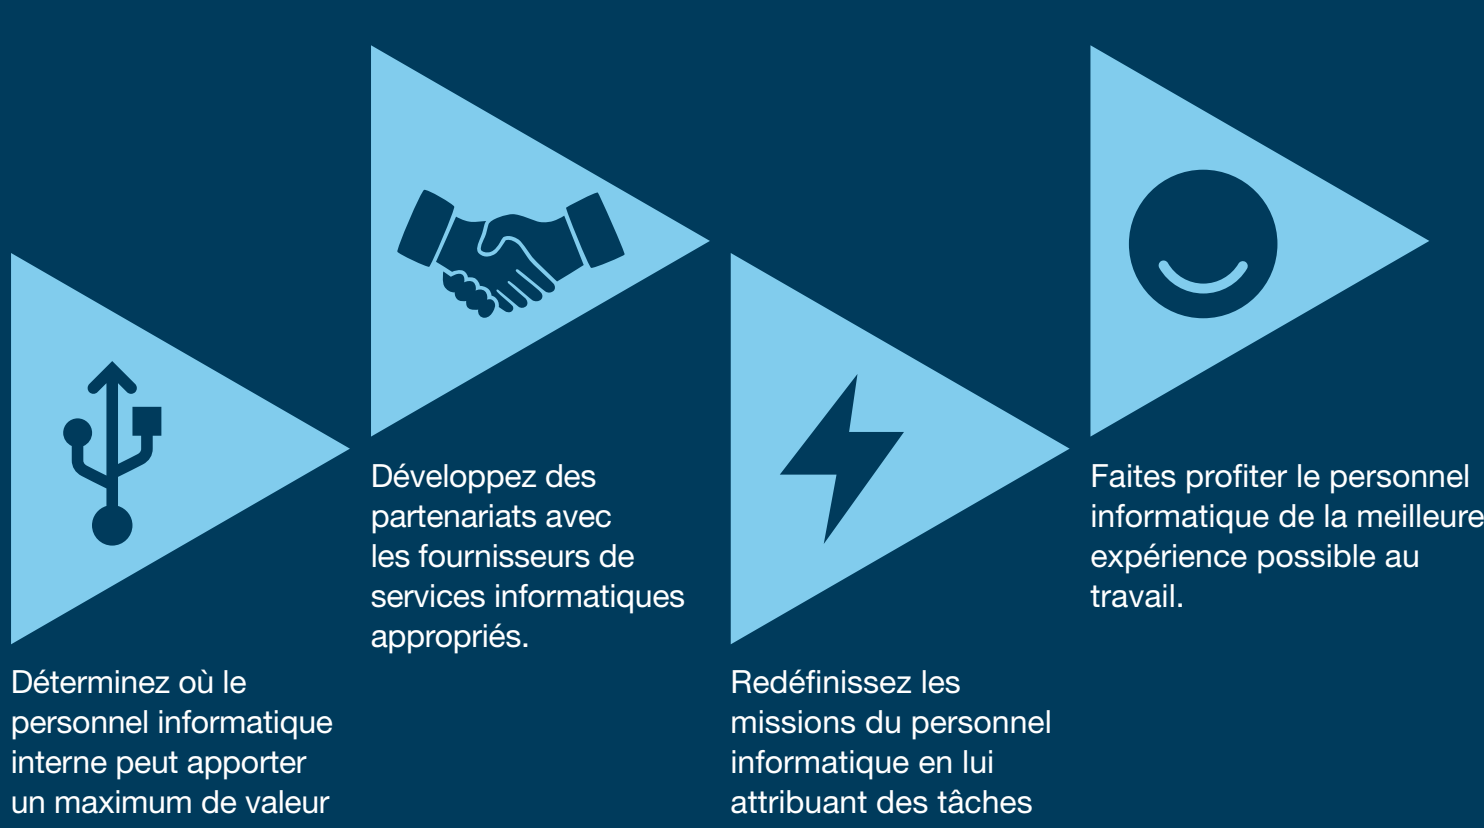 Déterminez où le
personnel informatique
interne peut apporter
un maximum de valeur
Développez des
partenariats avec
les fournisseurs de
services informatiques
appropriés.
Redéfinissez les
missions du personnel
informatique en lui
attribuant des tâches
Faites profiter le personnel
informatique de la meilleure
expérience possible au
travail.